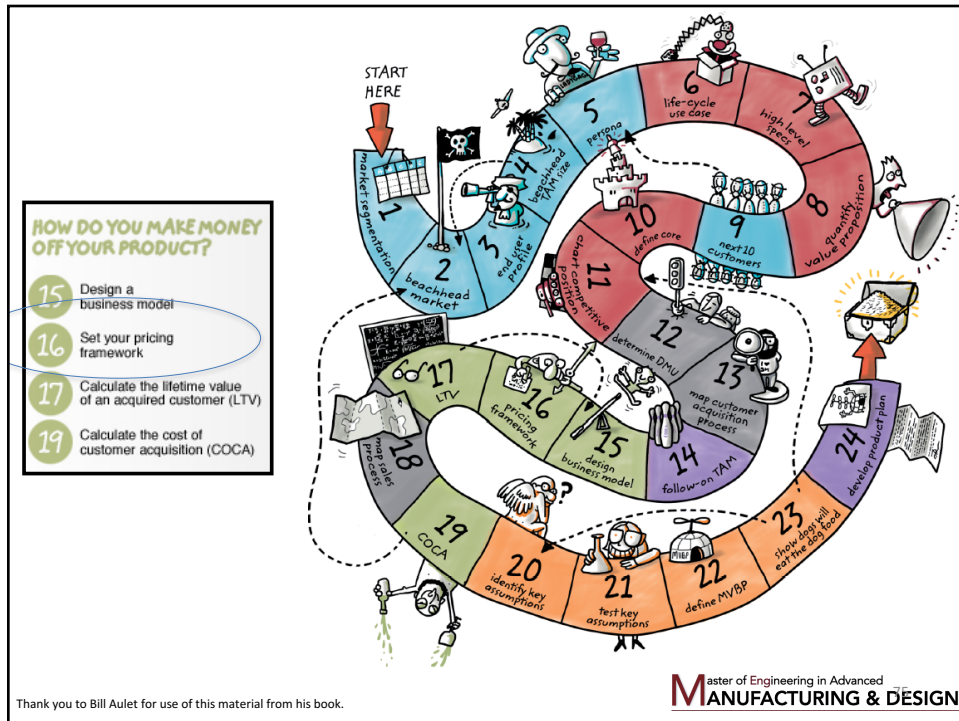 START
HERE
1
market segmentation
2
beachhead
market
3
end user
profile
4
beachhead
TAM size
5
persona
6
life-cycle
use case
7
high level
specs
8
quantify
value proposition
9
next 10
customers
10
define core
11
chart competitive
position
12
determine DMU
13
map customer
acquisition
process
14
follow-on TAM
15
design
business model
16
pricing
framework
17
LTV
18
map sales
process
19
COCA
20
identify key
assumptions
?
21
test key
assumptions
22
define MVBP
MVBP
23
show dogs will
eat the dog food
24
develop product plan
HOW DO YOU MAKE MONEY
OFF YOUR PRODUCT?
15 Design a
business model
16 Set your pricing
framework
17 Calculate the lifetime value
of an acquired customer (LTV)
19 Calculate the cost of
customer acquisition (COCA)
Thank you to Bill Aulet for use of this material from his book.
Master of Engineering in Advanced
MANUFACTURING & DESIGN
75